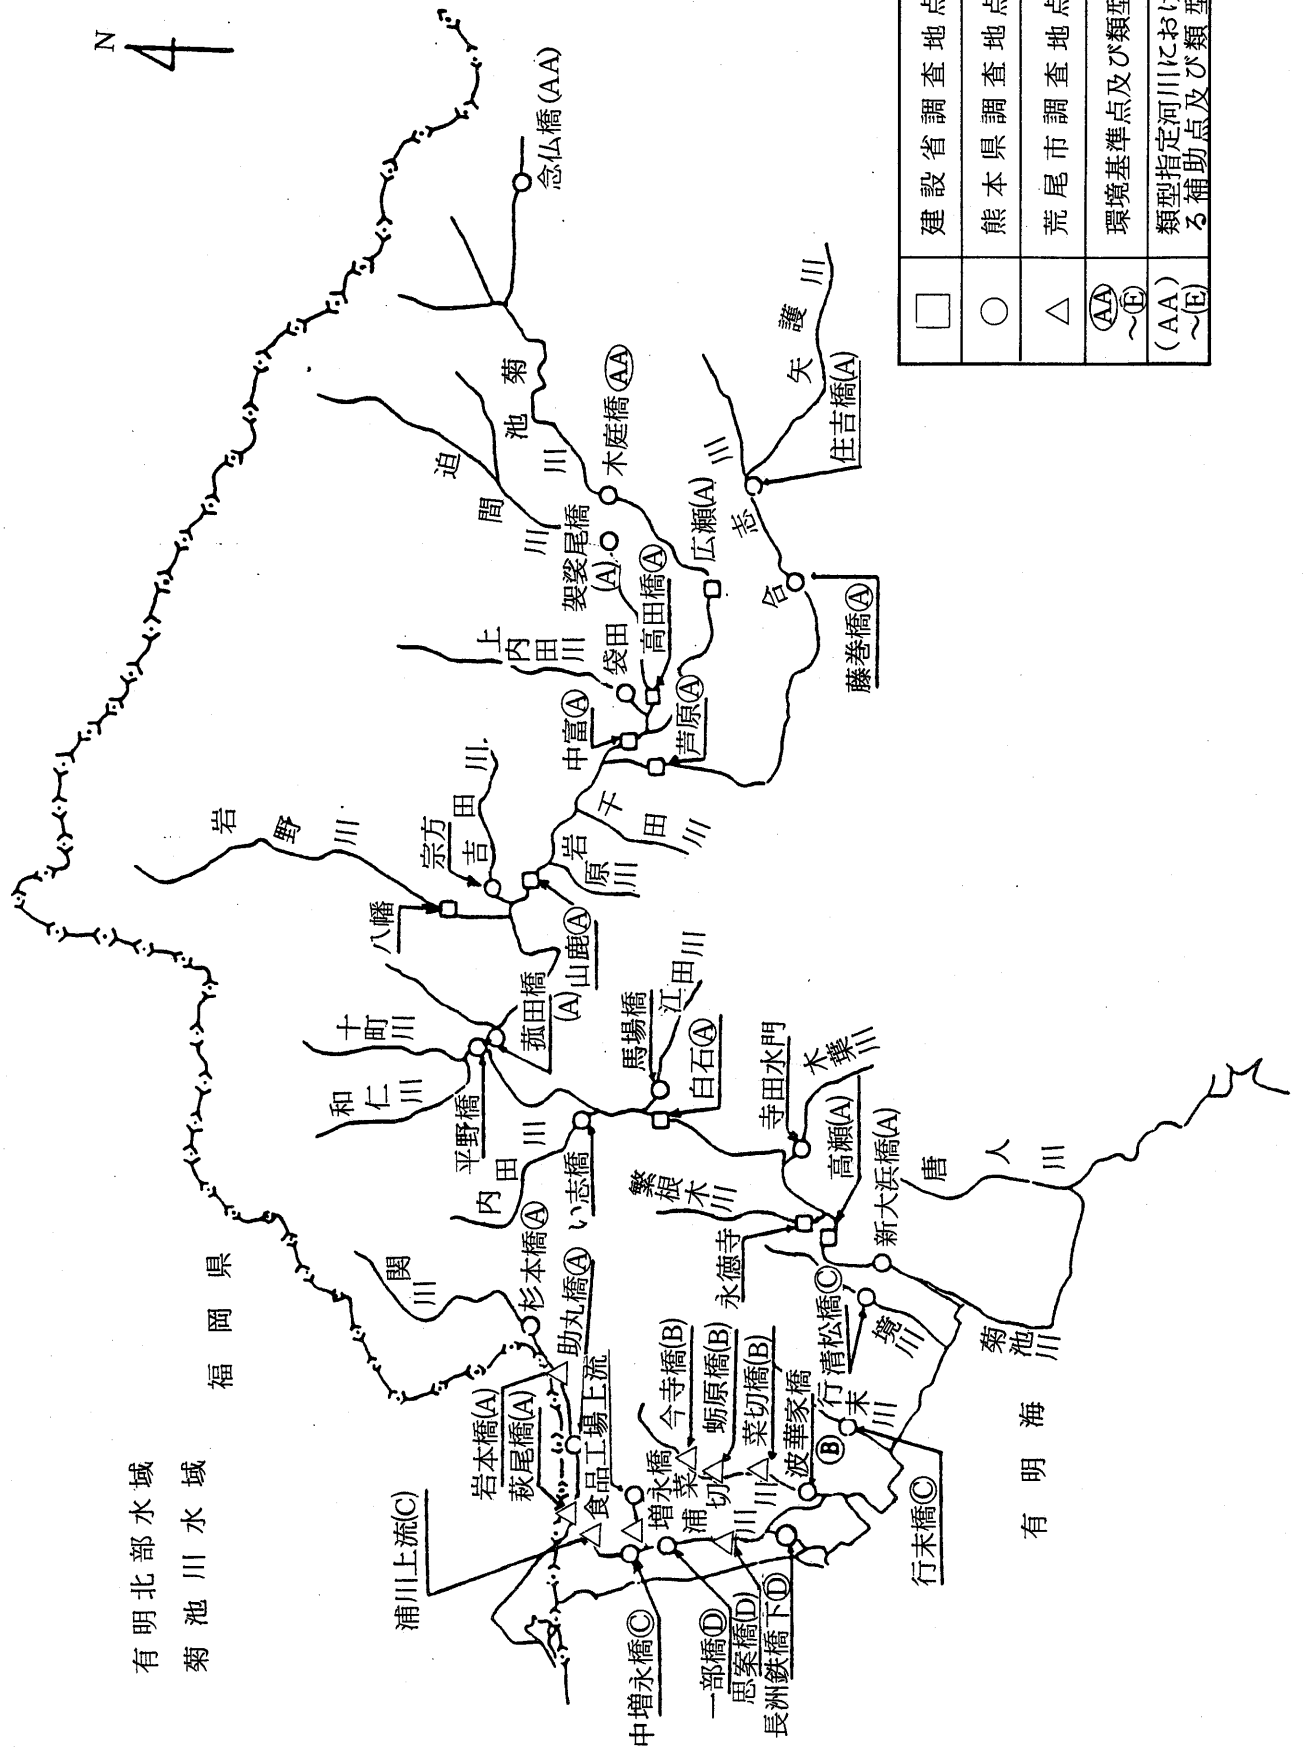 有明北部水域
菊池川水域
福岡県
N
念仏橋(AA)
菊池川
迫間川
木庭橋Ⓐ︎Ⓐ︎
袈裟尾橋
(A)
高田橋Ⓐ
広瀬(A)
矢護川
住吉橋(A)
合志川
藤巻橋Ⓐ
上内田川
袋田
中富Ⓐ
芦原Ⓐ
千田川
岩原川
岩野川
吉田川
宗方
八幡
山鹿Ⓐ
菰田橋
(A)
十町川
和仁川
平野橋
江田川
馬場橋
白石Ⓐ
内田川
い志橋
木葉川
寺田水門
高瀬(A)
繁根木川
永徳寺
新大浜橋(A)
唐人川
菊池川
関川
杉本橋Ⓐ
助丸橋Ⓐ
岩本橋(A)
萩尾橋(A)
食品工場上流
浦川上流(C)
増永橋
中増永橋Ⓒ
一部橋Ⓓ
思案橋(D)
長洲鉄橋下Ⓓ
浦川
菜切川
今寺橋(B)
蛎原橋(B)
菜切橋(B)
波華家橋
Ⓑ
行末川
行末橋Ⓒ
清松橋Ⓒ
境川
有明海
□ 建設省調査地点
○ 熊本県調査地点
△ 荒尾市調査地点
ⒶⒶ～Ⓔ 環境基準点及び類型
(AA)～(E) 類型指定河川におけ
る補助点及び類型